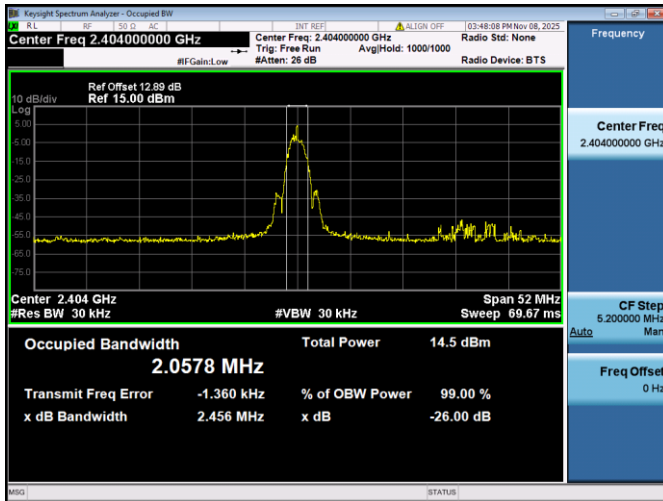 Keysight Spectrum Analyzer - Occupied BW
LXI RL RF 50 Ω AC INT REF ALIGN OFF 03:48:08 PM Nov 08, 2025
Center Freq 2.404000000 GHz
Center Freq: 2.404000000 GHz Radio Std: None
Trig: Free Run Avg|Hold: 1000/1000
#IFGain:Low #Atten: 26 dB Radio Device: BTS
Ref Offset 12.89 dB
10 dB/div Ref 15.00 dBm
Log
5.00
-5.00
-15.0
-25.0
-35.0
-45.0
-55.0
-65.0
-75.0
Center 2.404 GHz Span 52 MHz
#Res BW 30 kHz #VBW 30 kHz Sweep 69.67 ms
Occupied Bandwidth Total Power 14.5 dBm
2.0578 MHz
Transmit Freq Error -1.360 kHz % of OBW Power 99.00 %
x dB Bandwidth 2.456 MHz x dB -26.00 dB
MSG STATUS
Frequency
Center Freq
2.404000000 GHz
CF Step
5.200000 MHz
Auto Man
Freq Offset
0 Hz